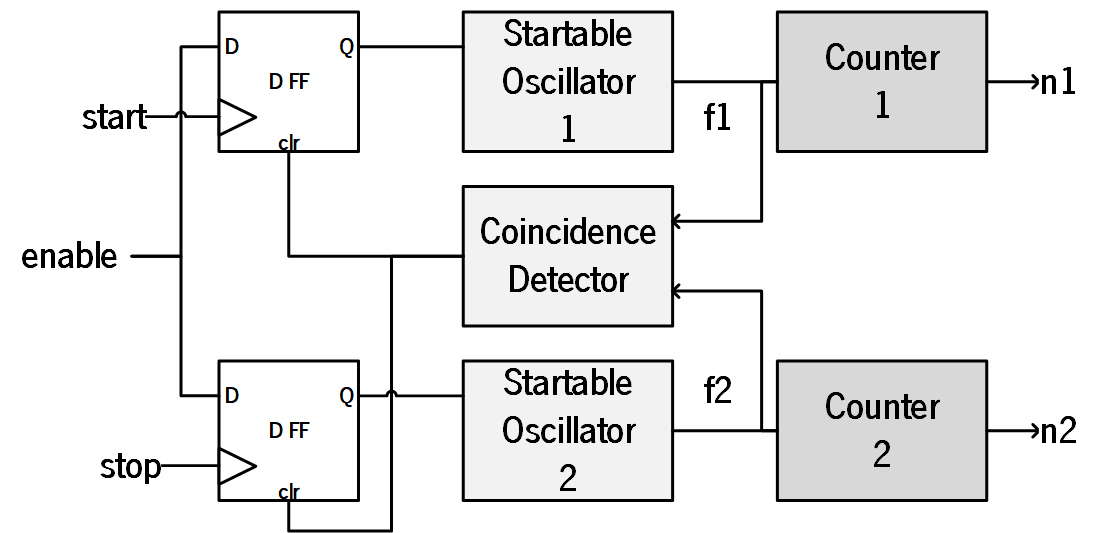 Startable
Oscillator
1
Counter
1
D
Q
D FF
clr
start
f1
n1
Coincidence
Detector
enable
Startable
Oscillator
2
Counter
2
D
Q
D FF
clr
stop
f2
n2